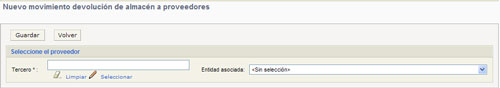 Nuevo movimiento devolución de almacén a proveedores
Guardar Volver
Seleccione el proveedor
Tercero * : Entidad asociada: <Sin selección>
Limpiar Seleccionar